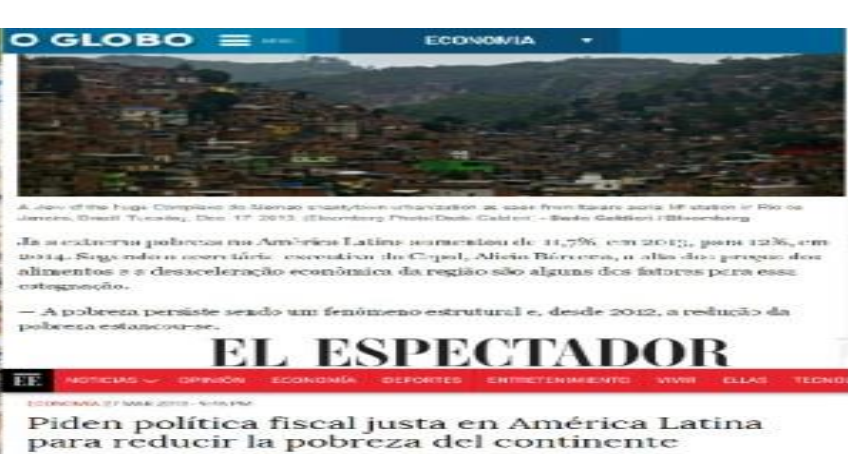 O GLOBO ECONOMIA
A view of the huge Complexo do Alemao shantytown urbanization as seen from Itarare aerial lift station in Rio de
Janeiro, Brazil Tuesday, Dec. 17 2013. (Bloomberg Photo/Dado Galdieri) - Dado Galdieri / Bloomberg
Já a extrema pobreza na América Latina aumentou de 11,7% em 2013, para 12%, em
2014. Segundo a secretária executiva da Cepal, Alicia Bárcena, a alta dos preços dos
alimentos e a desaceleração econômica da região são alguns dos fatores para essa
estagnação.
— A pobreza persiste sendo um fenômeno estrutural e, desde 2012, a redução da
pobreza estancou-se.
EL ESPECTADOR
EE NOTICIAS OPINIÓN ECONOMÍA DEPORTES ENTRETENIMIENTO VIVIR ELLAS TECNO
ECONOMÍA 27 MAR - PM
Piden política fiscal justa en América Latina
para reducir la pobreza del continente